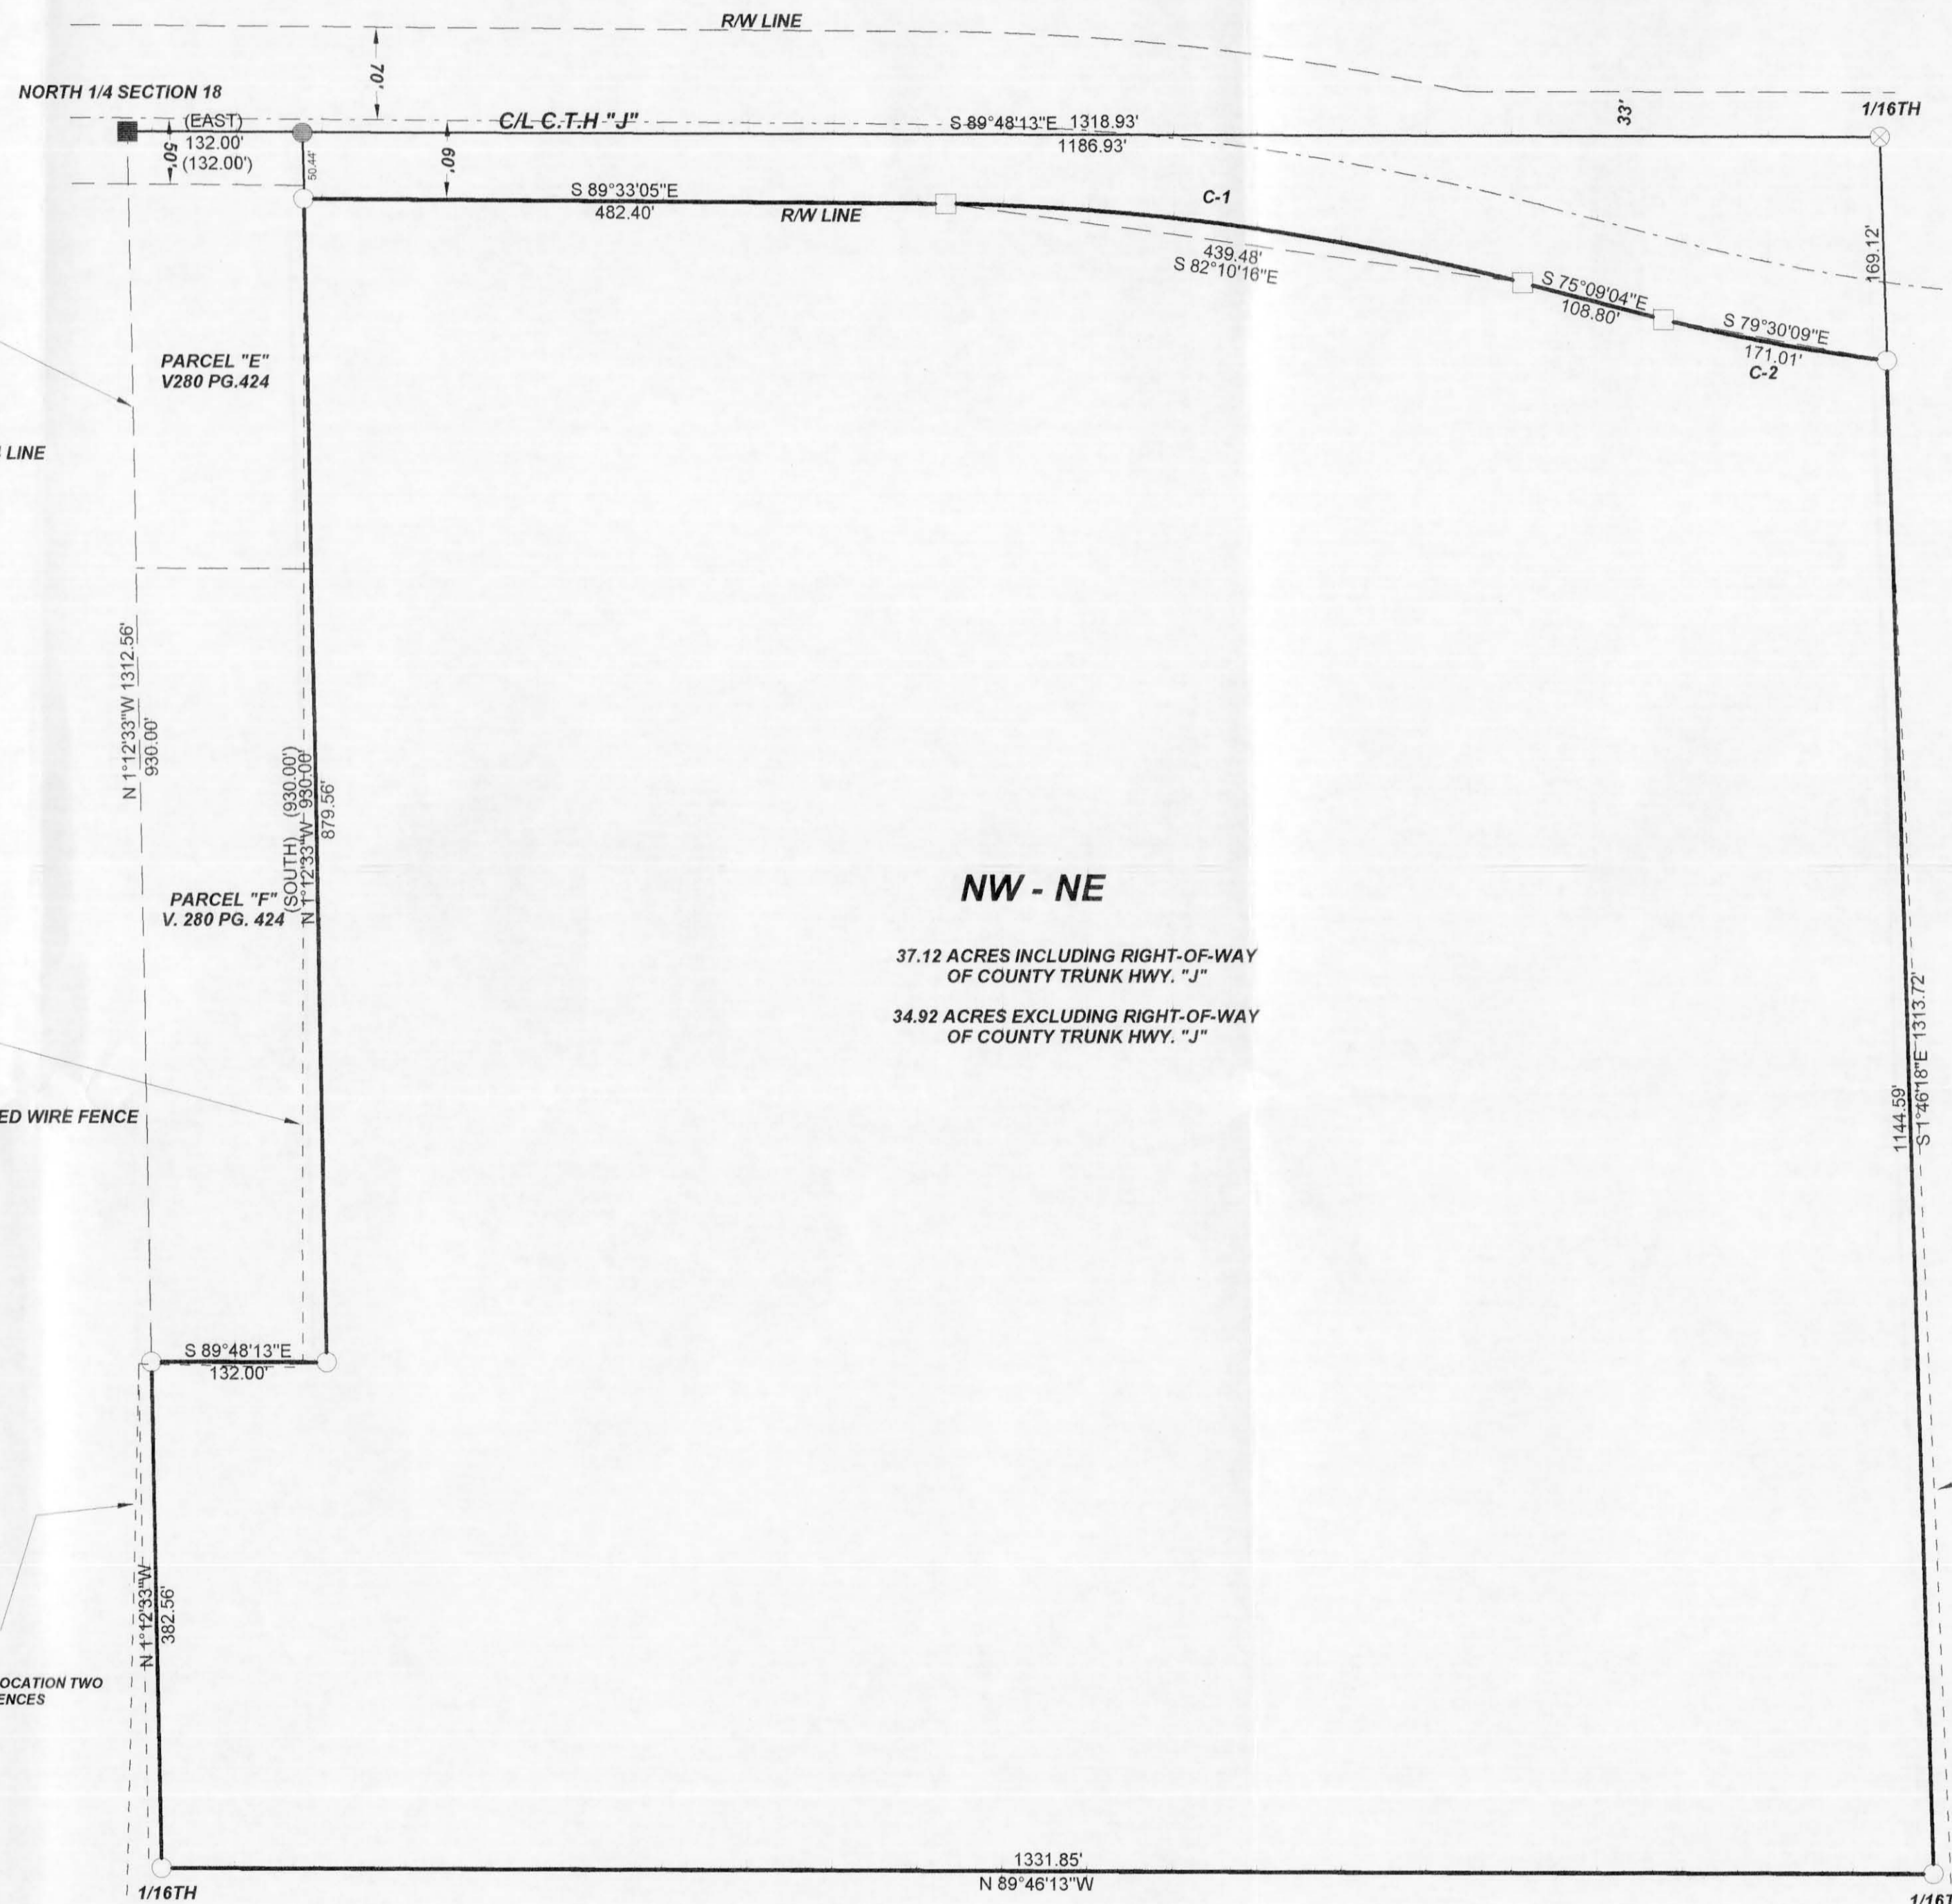 R/W LINE
70'
NORTH 1/4 SECTION 18
(EAST)
132.00'
(132.00')
50'
50.44'
60'
C/L C.T.H "J"
S 89°48'13"E 1318.93'
1186.93'
33'
1/16TH
S 89°33'05"E
482.40'
R/W LINE
C-1
439.48'
S 82°10'16"E
S 75°09'04"E
108.80'
S 79°30'09"E
171.01'
C-2
169.12'
PARCEL "E"
V280 PG.424
LINE
N 1°12'33"W 1312.56'
930.00'
(SOUTH) (930.00')
N 1°12'33"W 930.00'
879.56'
PARCEL "F"
V. 280 PG. 424
NW - NE
37.12 ACRES INCLUDING RIGHT-OF-WAY
OF COUNTY TRUNK HWY. "J"
34.92 ACRES EXCLUDING RIGHT-OF-WAY
OF COUNTY TRUNK HWY. "J"
1144.59'
S 1°46'18"E 1313.72'
ED WIRE FENCE
S 89°48'13"E
132.00'
N 1°12'33"W
382.56'
OCATION TWO
ENCES
1331.85'
N 89°46'13"W
1/16TH
1/16T